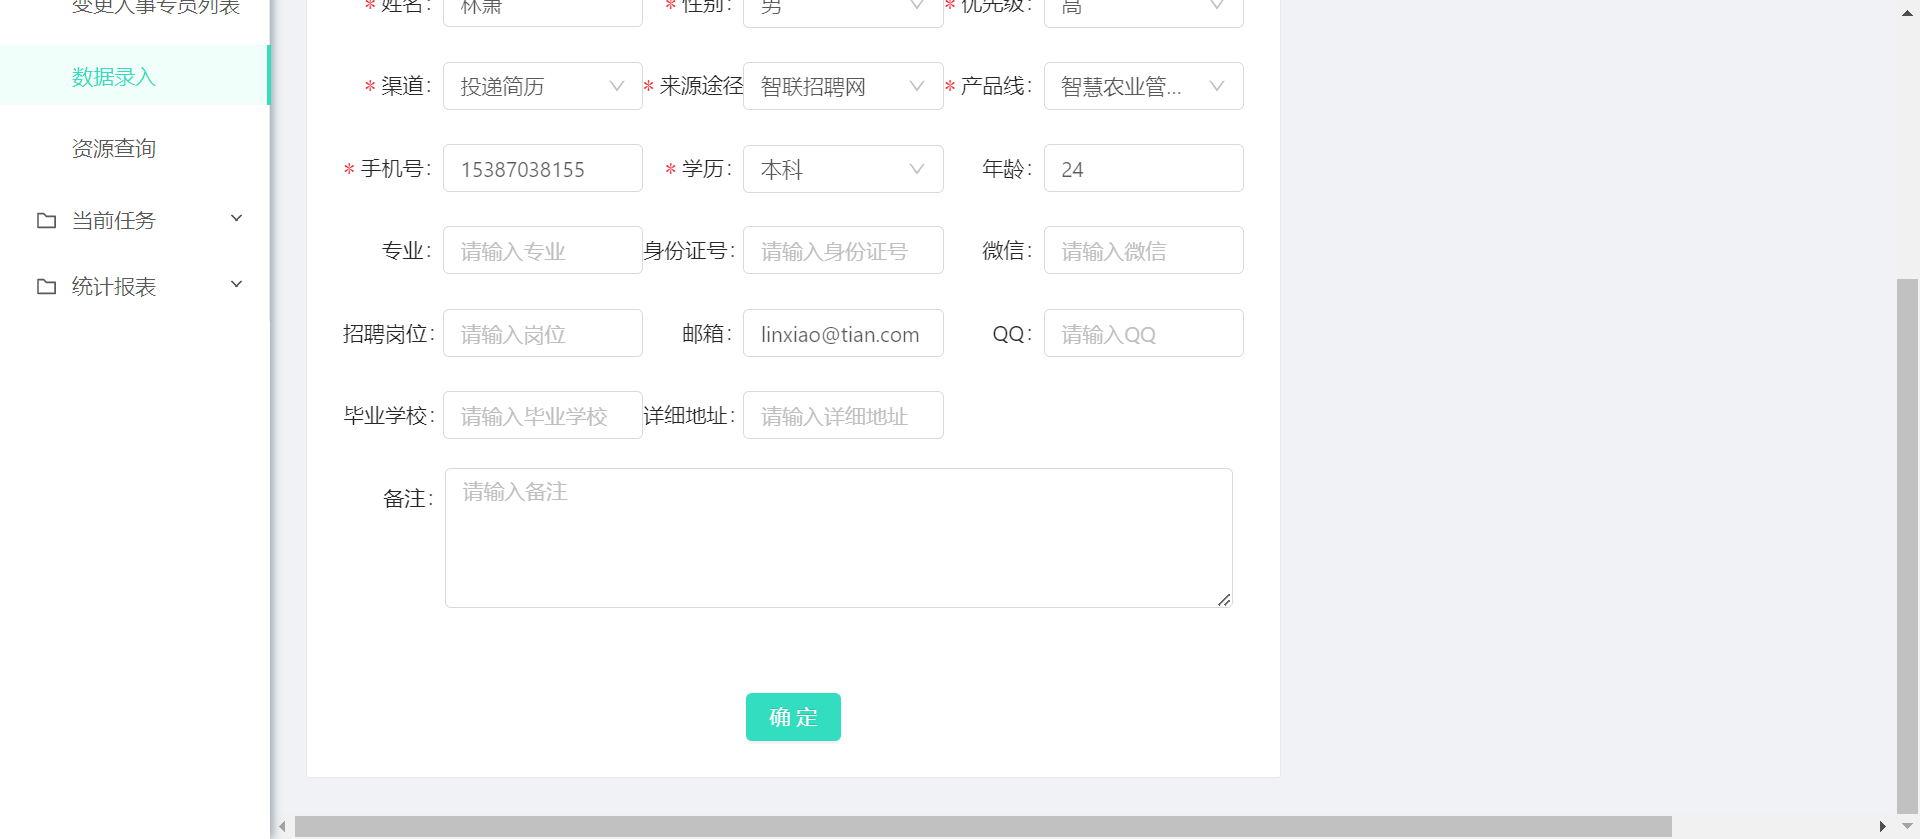 变更人事专员列表
数据录入
资源查询
当前任务
统计报表
* 姓名: 林萧 * 性别: 男 * 优先级: 高
* 渠道: 投递简历 * 来源途径 智联招聘网 * 产品线: 智慧农业管...
* 手机号: 15387038155 * 学历: 本科 年龄: 24
专业: 请输入专业 身份证号: 请输入身份证号 微信: 请输入微信
招聘岗位: 请输入岗位 邮箱: linxiao@tian.com QQ: 请输入QQ
毕业学校: 请输入毕业学校 详细地址: 请输入详细地址
备注: 请输入备注
确 定